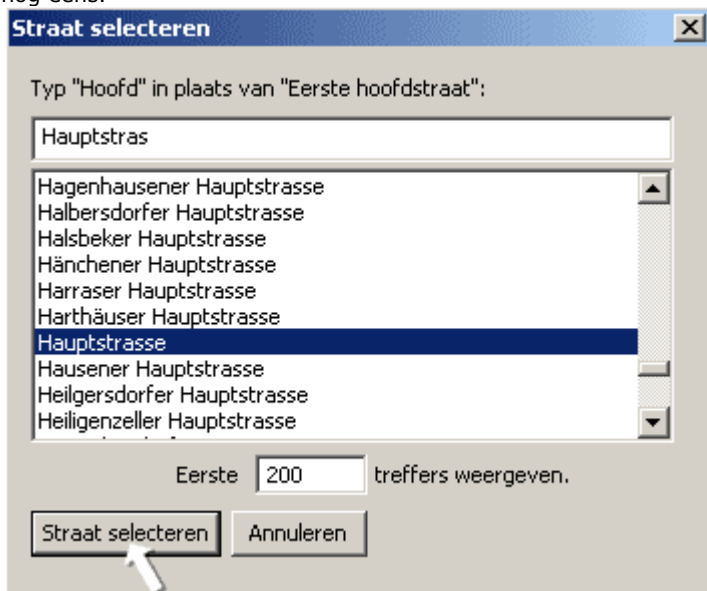 nog eens.
Straat selecteren
Typ "Hoofd" in plaats van "Eerste hoofdstraat":
Hauptstras
Hagenhausener Hauptstrasse
Halbersdorfer Hauptstrasse
Halsbeker Hauptstrasse
Hänchener Hauptstrasse
Harraser Hauptstrasse
Harthäuser Hauptstrasse
Hauptstrasse
Hausener Hauptstrasse
Heilgersdorfer Hauptstrasse
Heiligenzeller Hauptstrasse
Eerste 200 treffers weergeven.
Straat selecteren Annuleren